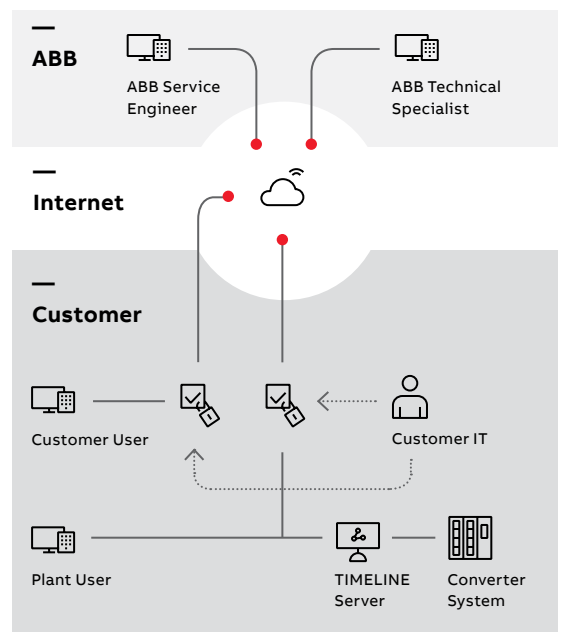 ABB
ABB Service
Engineer
ABB Technical
Specialist
Internet
Customer
Customer User
Customer IT
Plant User
TIMELINE
Server
Converter
System